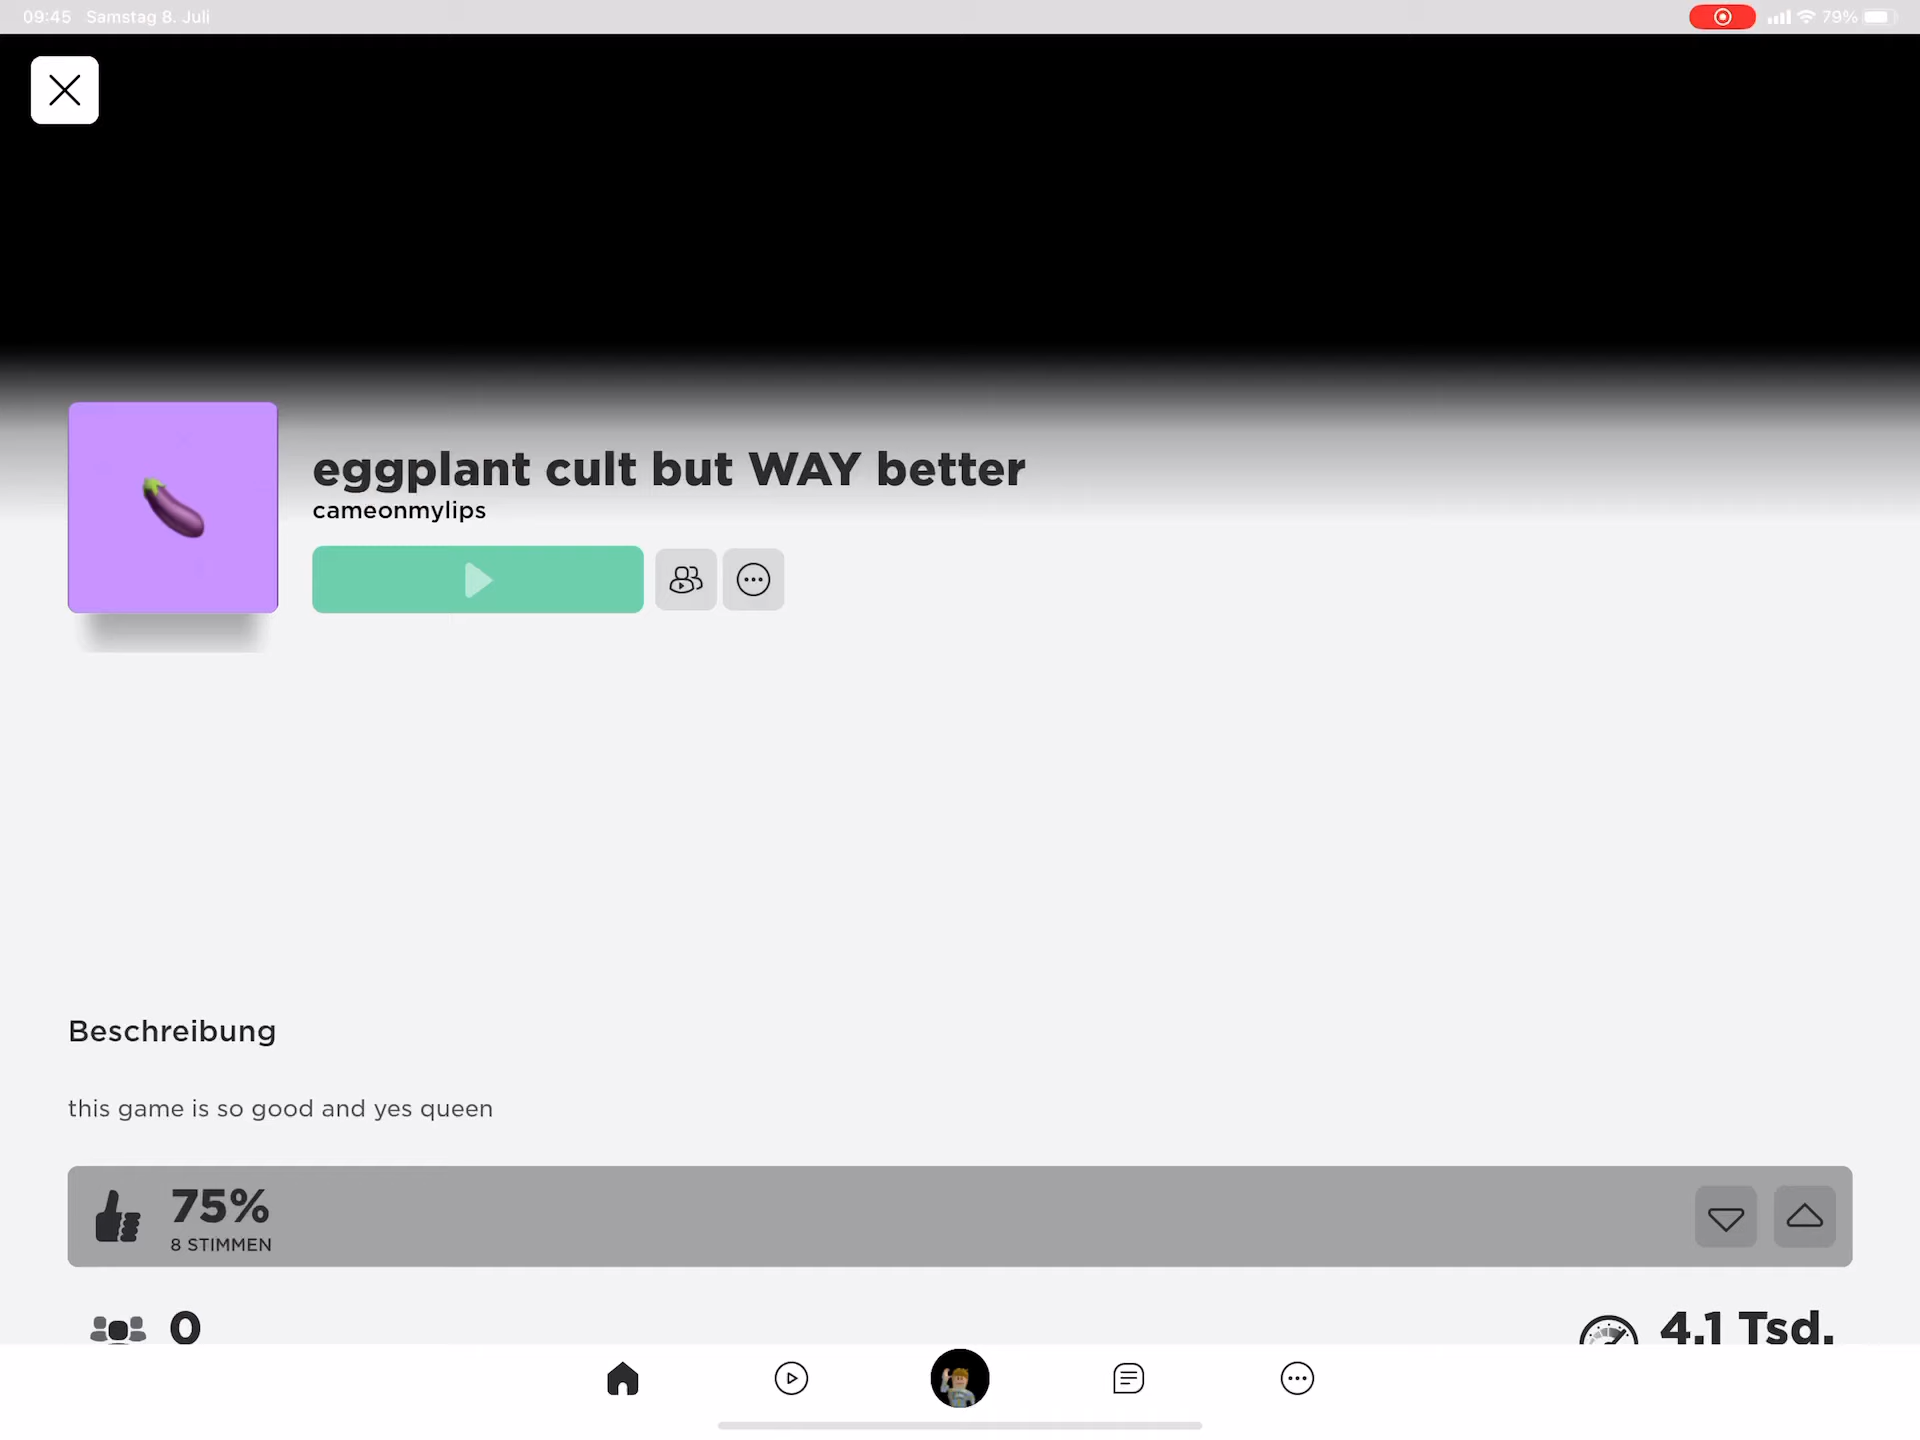 09:45 Samstag 8. Juli
79%
eggplant cult but WAY better
cameonmylips
Beschreibung
this game is so good and yes queen
75%
8 STIMMEN
0
4.1 Tsd.